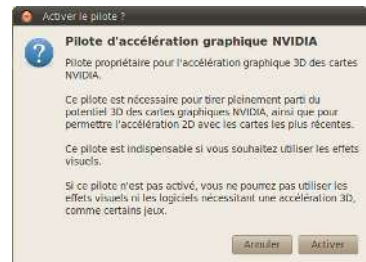 Activer le pilote ?
Pilote d'accélération graphique NVIDIA
Pilote propriétaire pour l'accélération graphique 3D des cartes
NVIDIA.
Ce pilote est nécessaire pour tirer pleinement parti du
potentiel 3D des cartes graphiques NVIDIA, ainsi que pour
permettre l'accélération 2D avec les cartes les plus récentes.
Ce pilote est indispensable si vous souhaitez utiliser les effets
visuels.
Si ce pilote n'est pas activé, vous ne pourrez pas utiliser les
effets visuels ni les logiciels nécessitant une accélération 3D,
comme certains jeux.
Annuler Activer